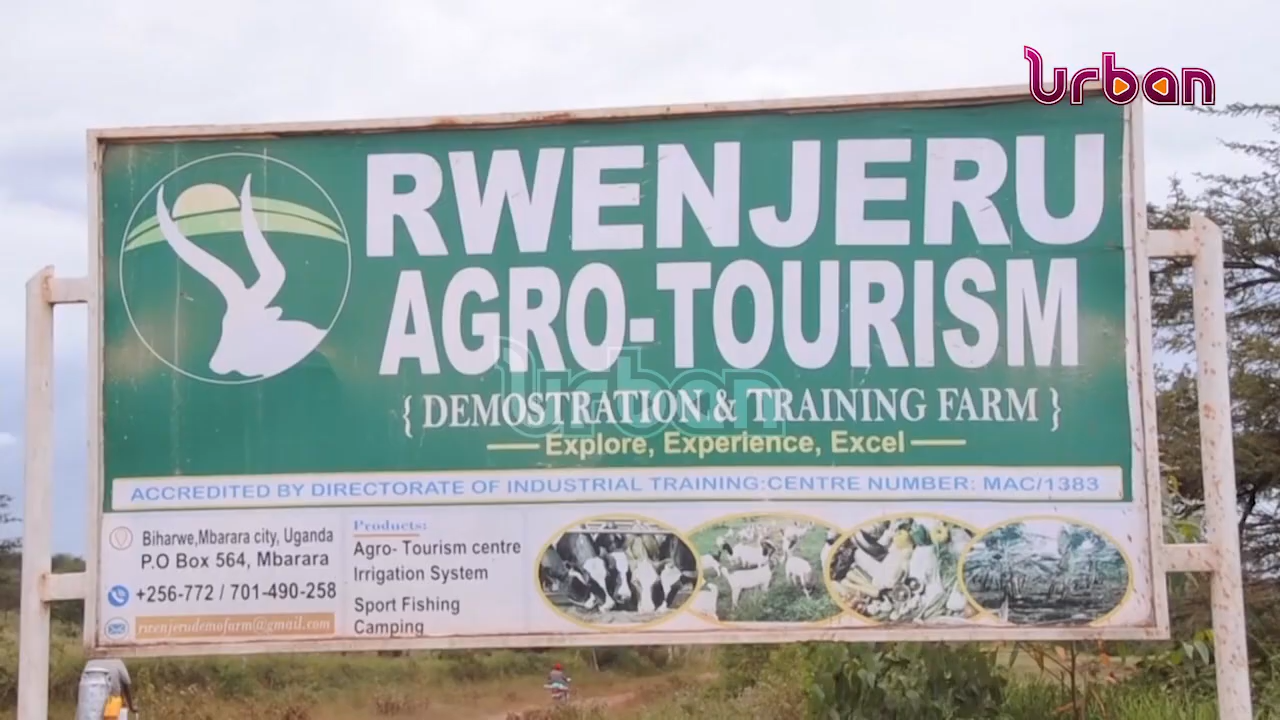 Urban
RWENJERU
AGRO-TOURISM
{ DEMOSTRATION & TRAINING FARM }
Explore, Experience, Excel
Urban
ACCREDITED BY DIRECTORATE OF INDUSTRIAL TRAINING:CENTRE NUMBER: MAC/1383
Biharwe,Mbarara city, Uganda
P.O Box 564, Mbarara
+256-772 / 701-490-258
rwenjerudemofarm@gmail.com
Products:
Agro- Tourism centre
Irrigation System
Sport Fishing
Camping